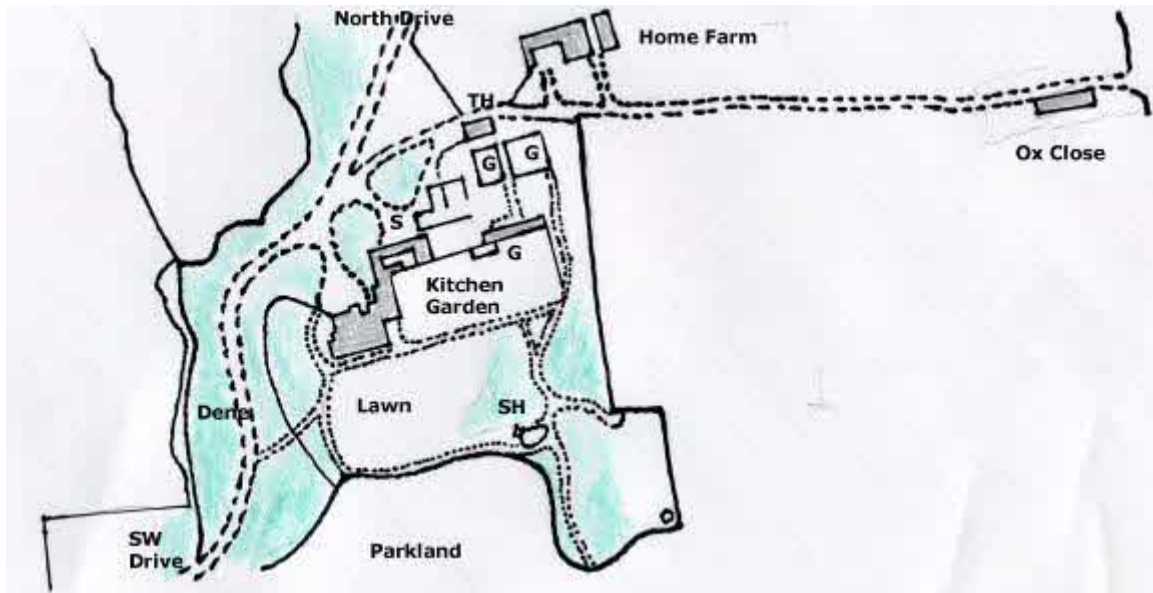 North Drive
Home Farm
TH
Ox Close
G
G
S
G
Kitchen
Garden
Dene
Lawn
SH
SW
Drive
Parkland